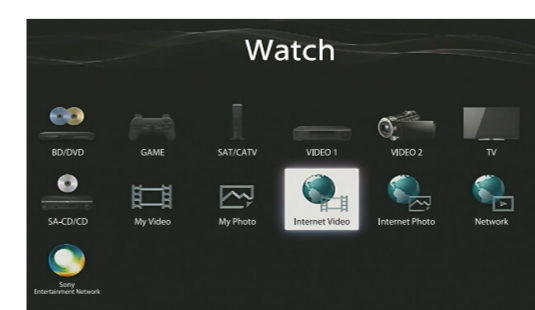 Watch
BD/DVD
GAME
SAT/CATV
VIDEO 1
VIDEO 2
TV
SA-CD/CD
My Video
My Photo
Internet Video
Internet Photo
Network
Sony
Entertainment Network